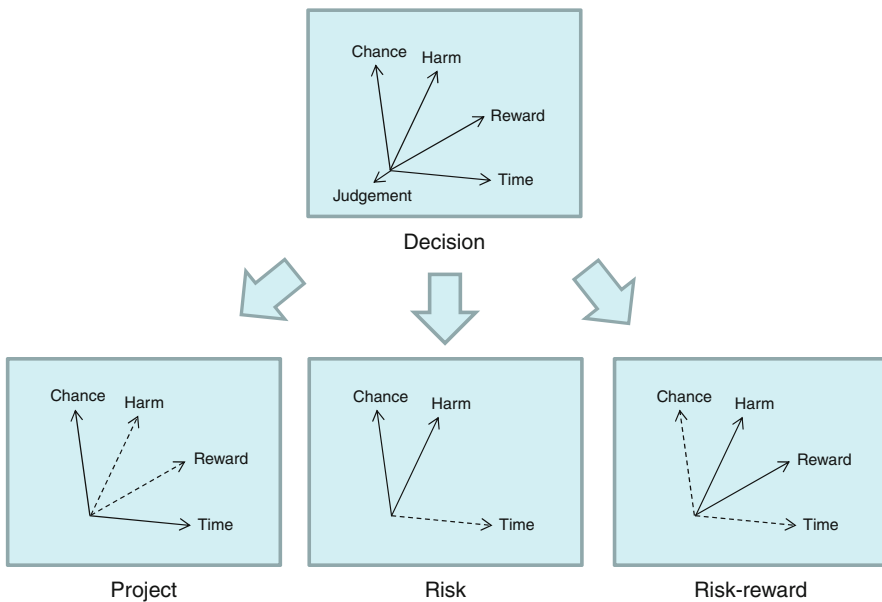 Chance
Harm
Reward
Time
Judgement
Decision
Chance
Harm
Reward
Time
Project
Chance
Harm
Time
Risk
Chance
Harm
Reward
Time
Risk-reward